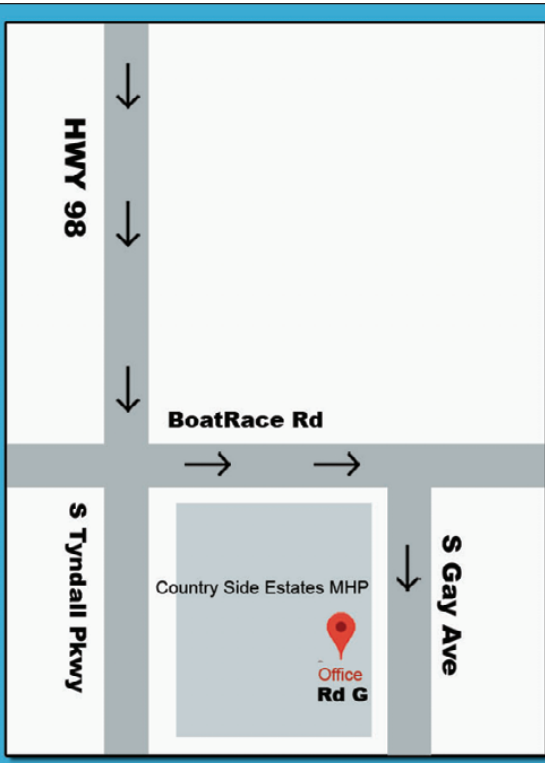 HWY 98
BoatRace Rd
S Tyndall Pkwy
Country Side Estates MHP
Office
Rd G
S Gay Ave